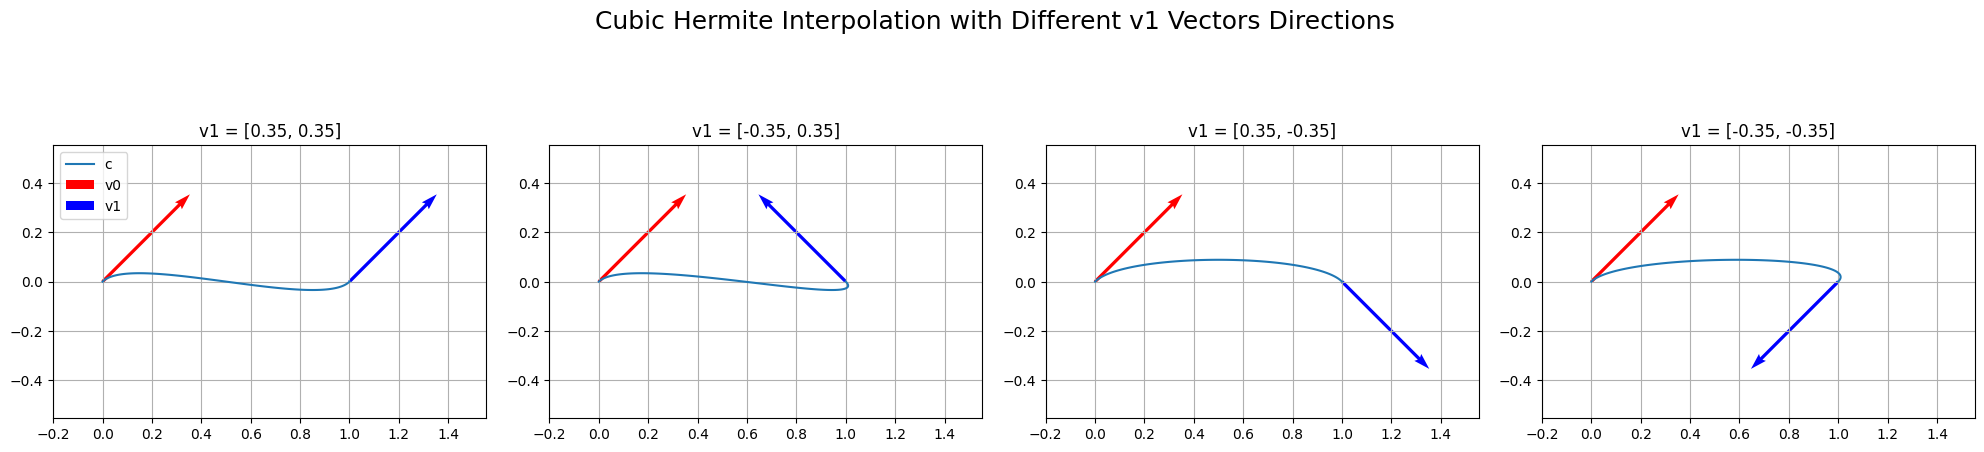 Cubic Hermite Interpolation with Different v1 Vectors Directions
v1 = [0.35, 0.35]
c
v0
v1
0.4
0.2
0.0
−0.2
−0.4
−0.2 0.0 0.2 0.4 0.6 0.8 1.0 1.2 1.4
v1 = [-0.35, 0.35]
0.4
0.2
0.0
−0.2
−0.4
−0.2 0.0 0.2 0.4 0.6 0.8 1.0 1.2 1.4
v1 = [0.35, -0.35]
0.4
0.2
0.0
−0.2
−0.4
−0.2 0.0 0.2 0.4 0.6 0.8 1.0 1.2 1.4
v1 = [-0.35, -0.35]
0.4
0.2
0.0
−0.2
−0.4
−0.2 0.0 0.2 0.4 0.6 0.8 1.0 1.2 1.4